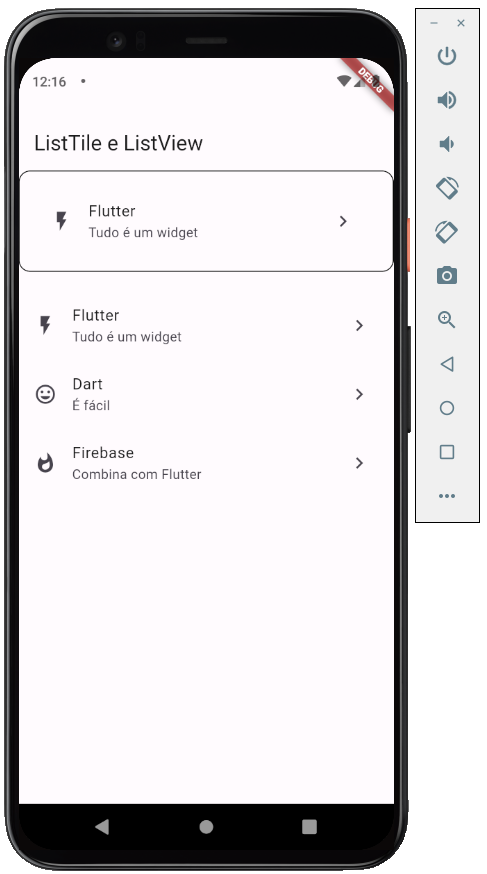 12:16
DEBUG
ListTile e ListView
Flutter
Tudo é um widget
Flutter
Tudo é um widget
Dart
É fácil
Firebase
Combina com Flutter